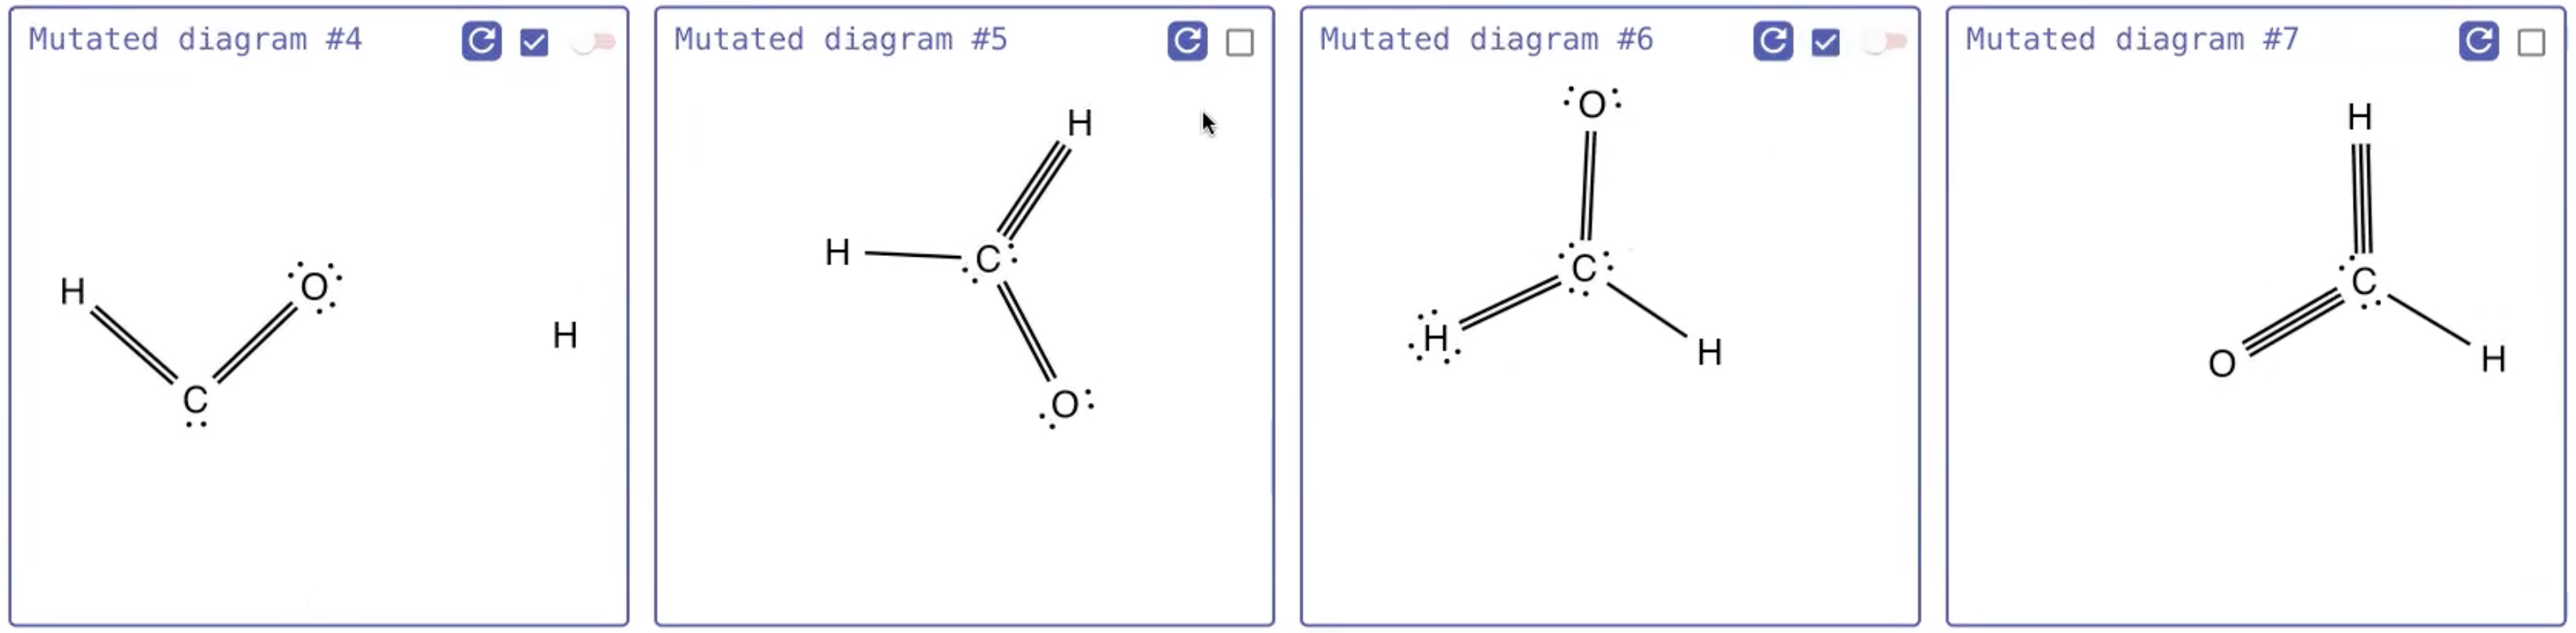 Mutated diagram #4
H
O
H
C
Mutated diagram #5
H
H
C
O
Mutated diagram #6
O
C
H
H
Mutated diagram #7
H
C
O
H